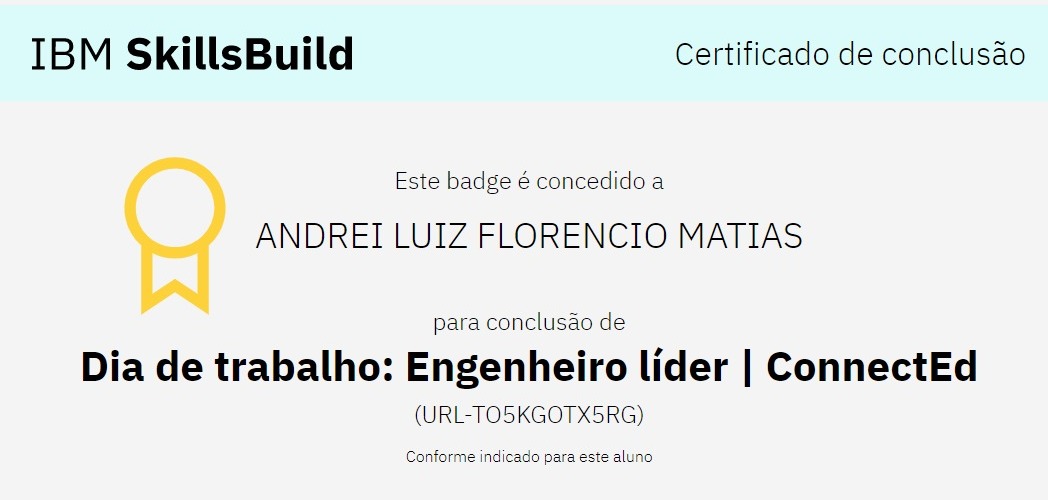 IBM SkillsBuild
Certificado de conclusão
Este badge é concedido a
ANDREI LUIZ FLORENCIO MATIAS
para conclusão de
Dia de trabalho: Engenheiro líder | ConnectEd
(URL-TO5KGOTX5RG)
Conforme indicado para este aluno